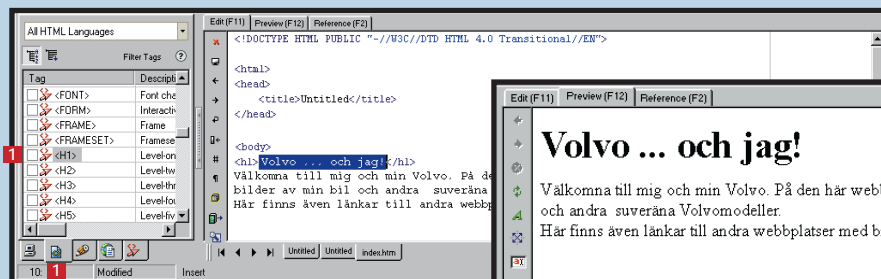 All HTML Languages
Filter Tags ?
Tag Descripti
<FONT> Font cha
<FORM> Interactiv
<FRAME> Frame
<FRAMESET> Framese
1 <H1> Level-on
<H2> Level-tw
<H3> Level-thr
<H4> Level-fou
<H5> Level-fiv
10: 1 Modified Insert
Edit (F11) Preview (F12) Reference (F2)
<!DOCTYPE HTML PUBLIC "-//W3C//DTD HTML 4.0 Transitional//EN">
<html>
<head>
<title>Untitled</title>
</head>
<body>
<h1>Volvo ... och jag!</h1>
Välkomna till mig och min Volvo. På de
bilder av min bil och andra suveräna
Här finns även länkar till andra webbp
Untitled Untitled index.htm
Edit (F11) Preview (F12) Reference (F2)
Volvo ... och jag!
Välkomna till mig och min Volvo. På den här webb
och andra suveräna Volvomodeller.
Här finns även länkar till andra webbplatser med b